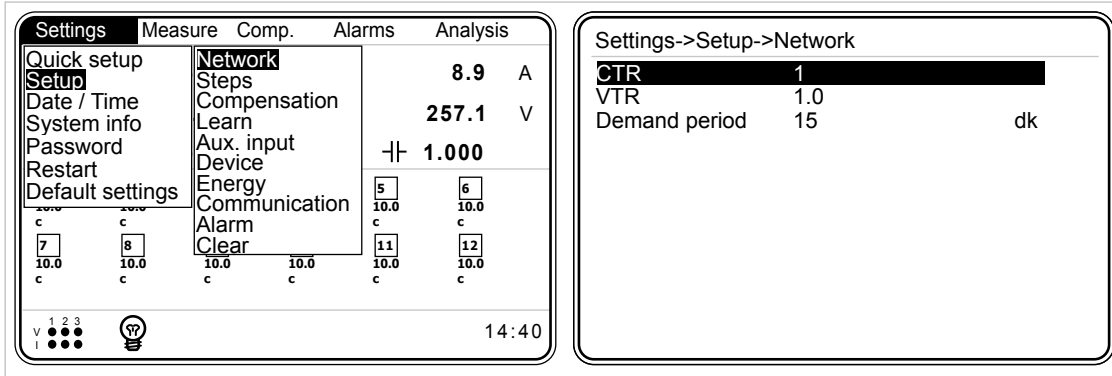 Settings Measure Comp. Alarms Analysis
Quick setup
Setup
Date / Time
System info
Password
Restart
Default settings
Network
Steps
Compensation
Learn
Aux. input
Device
Energy
Communication
Alarm
Clear
8.9 A
257.1 V
1.000
5 6
10.0 10.0
c c c c
7 8 11 12
10.0 10.0 10.0 10.0 10.0 10.0
c c c c c c
1 2 3
V
I
14:40
Settings->Setup->Network
CTR 1
VTR 1.0
Demand period 15 dk